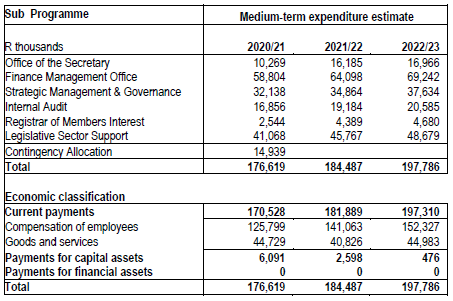 Sub Programme Medium-term expenditure estimate
R thousands 2020/21 2021/22 2022/23
Office of the Secretary 10,269 16,185 16,966
Finance Management Office 58,804 64,098 69,242
Strategic Management & Governance 32,138 34,864 37,634
Internal Audit 16,856 19,184 20,585
Registrar of Members Interest 2,544 4,389 4,680
Legislative Sector Support 41,068 45,767 48,679
Contingency Allocation 14,939
Total 176,619 184,487 197,786
Economic classification
Current payments 170,528 181,889 197,310
Compensation of employees 125,799 141,063 152,327
Goods and services 44,729 40,826 44,983
Payments for capital assets 6,091 2,598 476
Payments for financial assets 0 0 0
Total 176,619 184,487 197,786